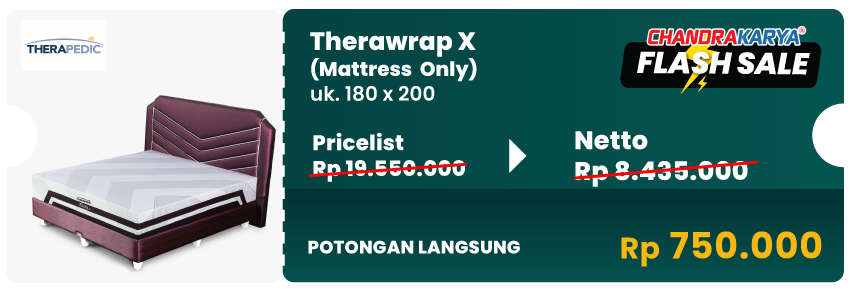 THERAPEDIC
Therawrap X
(Mattress Only)
uk. 180 x 200
CHANDRAKARYA®
FLASH SALE
Pricelist
Rp 19.550.000
Netto
Rp 8.435.000
POTONGAN LANGSUNG
Rp 750.000